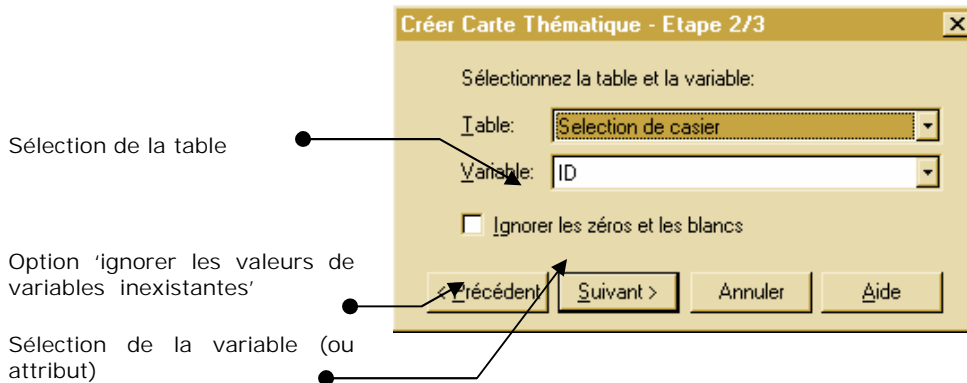 Créer Carte Thématique - Etape 2/3
Sélectionnez la table et la variable:
Table: Selection de casier
Variable: ID
Ignorer les zéros et les blancs
< Précédent Suivant > Annuler Aide
Sélection de la table
Option ‘ignorer les valeurs de
variables inexistantes’
Sélection de la variable (ou
attribut)